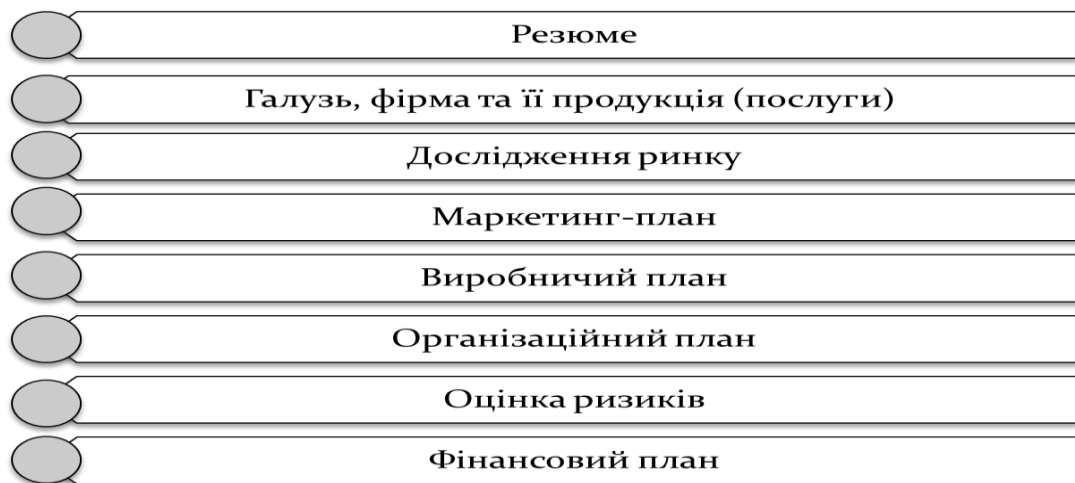 Резюме
Галузь, фірма та її продукція (послуги)
Дослідження ринку
Маркетинг-план
Виробничий план
Організаційний план
Оцінка ризиків
Фінансовий план